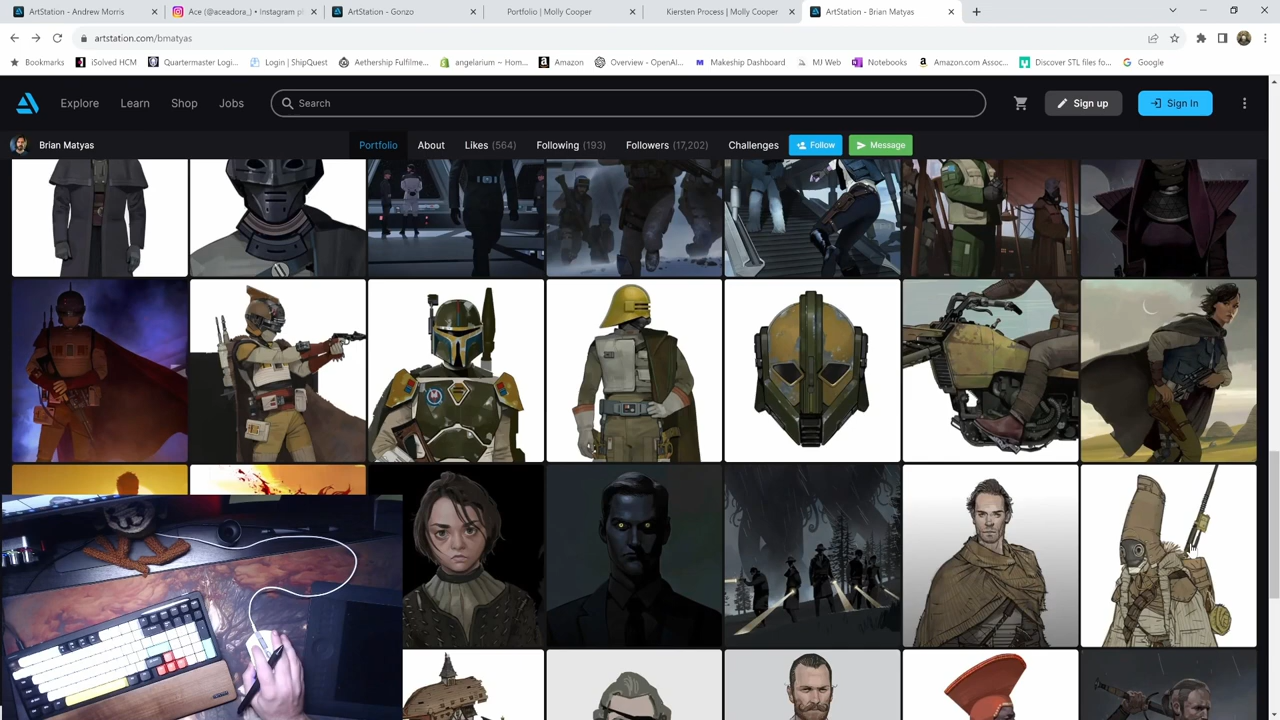 ArtStation - Andrew Morris
Ace (@aceadora_) • Instagram ph
ArtStation - Gonzo
Portfolio | Molly Cooper
Kiersten Process | Molly Cooper
ArtStation - Brian Matyas
artstation.com/bmatyas
Bookmarks
iSolved HCM
Quartermaster Logi...
Login | ShipQuest
Aethership Fulfilme...
angelarium ~ Hom...
Amazon
Overview - OpenAI...
Makeship Dashboard
MJ Web
Notebooks
Amazon.com Assoc...
Discover STL files fo...
Google
Explore
Learn
Shop
Jobs
Search
Sign up
Sign In
Brian Matyas
Portfolio
About
Likes (564)
Following (193)
Followers (17,202)
Challenges
Follow
Message